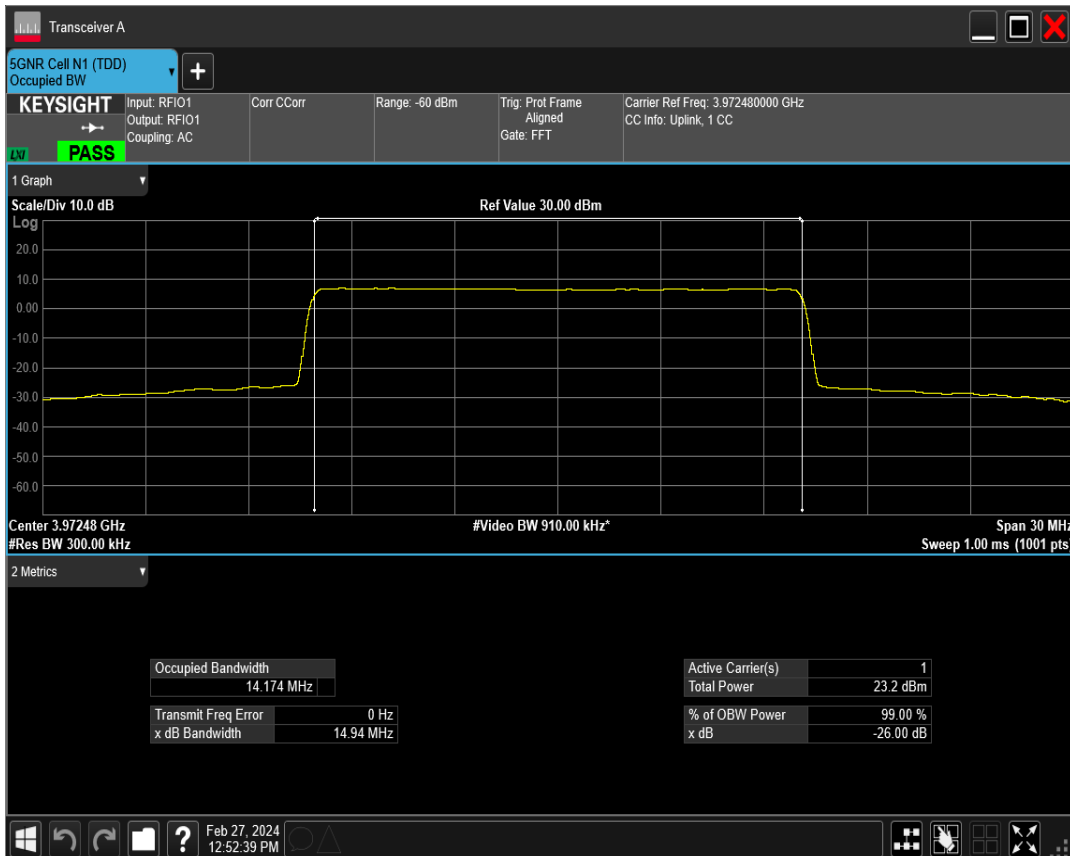 Transceiver A
5GNR Cell N1 (TDD)
Occupied BW
+
KEYSIGHT
LXI
PASS
Input: RFIO1
Output: RFIO1
Coupling: AC
Corr CCorr
Range: -60 dBm
Trig: Prot Frame
Aligned
Gate: FFT
Carrier Ref Freq: 3.972480000 GHz
CC Info: Uplink, 1 CC
1 Graph
Scale/Div 10.0 dB
Ref Value 30.00 dBm
Log
20.0
10.0
0.00
-10.0
-20.0
-30.0
-40.0
-50.0
-60.0
Center 3.97248 GHz
#Video BW 910.00 kHz*
Span 30 MHz
#Res BW 300.00 kHz
Sweep 1.00 ms (1001 pts)
2 Metrics
Occupied Bandwidth
14.174 MHz
Transmit Freq Error 0 Hz
x dB Bandwidth 14.94 MHz
Active Carrier(s) 1
Total Power 23.2 dBm
% of OBW Power 99.00 %
x dB -26.00 dB
?
Feb 27, 2024
12:52:39 PM